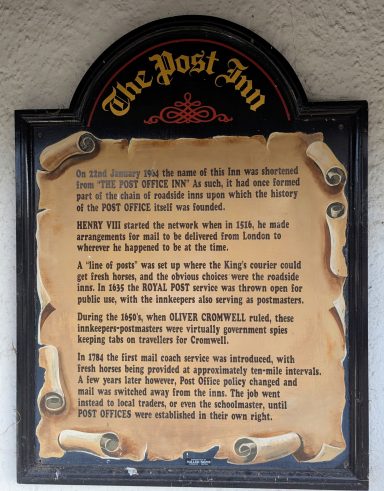 The Post Inn
On 22nd January 1964 the name of this Inn was shortened
from 'THE POST OFFICE INN' As such, it had once formed
part of the chain of roadside inns upon which the history
of the POST OFFICE itself was founded.
HENRY VIII started the network when in 1516, he made
arrangements for mail to be delivered from London to
wherever he happened to be at the time.
A "line of posts" was set up where the King's courier could
get fresh horses, and the obvious choices were the roadside
inns. In 1635 the ROYAL POST service was thrown open for
public use, with the innkeepers also serving as postmasters.
During the 1650's, when OLIVER CROMWELL ruled, these
innkeepers-postmasters were virtually government spies
keeping tabs on travellers for Cromwell.
In 1784 the first mail coach service was introduced, with
fresh horses being provided at approximately ten-mile intervals.
A few years later however, Post Office policy changed and
mail was switched away from the inns. The job went
instead to local traders, or even the schoolmaster, until
POST OFFICES were established in their own right.